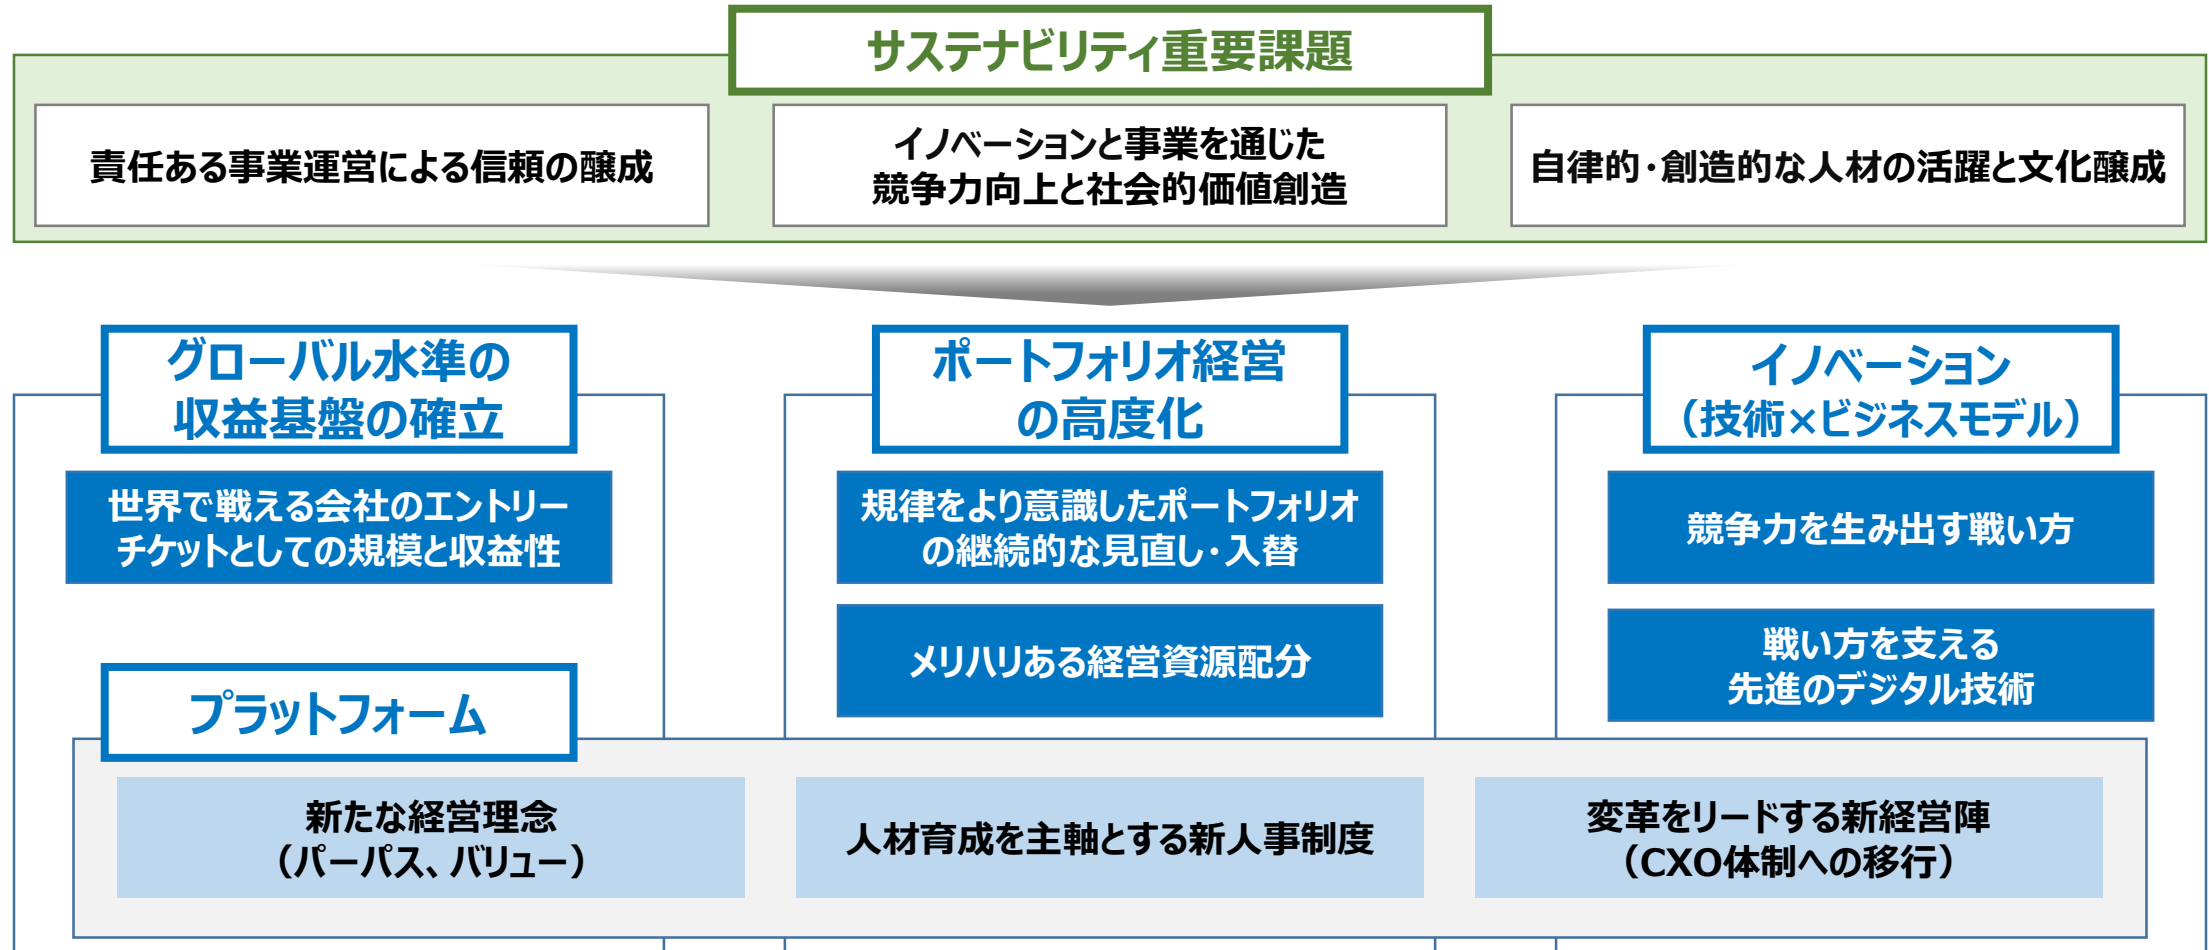 サステナビリティ重要課題
責任ある事業運営による信頼の醸成
イノベーションと事業を通じた
競争力向上と社会的価値創造
自律的・創造的な人材の活躍と文化醸成
グローバル水準の
収益基盤の確立
世界で戦える会社のエントリー
チケットとしての規模と収益性
ポートフォリオ経営
の高度化
規律をより意識したポートフォリオ
の継続的な見直し・入替
メリハリある経営資源配分
イノベーション
（技術×ビジネスモデル）
競争力を生み出す戦い方
戦い方を支える
先進のデジタル技術
プラットフォーム
新たな経営理念
（パーパス、バリュー）
人材育成を主軸とする新人事制度
変革をリードする新経営陣
（CXO体制への移行）